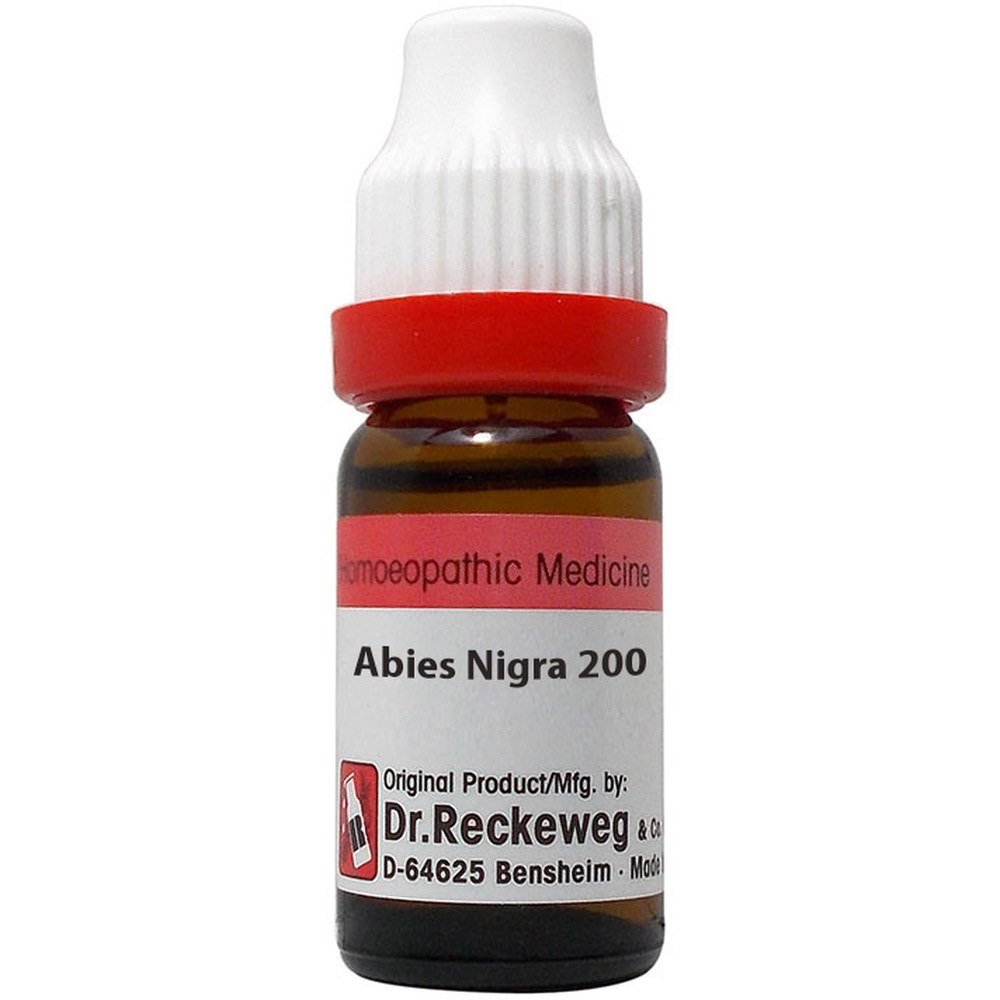 Homoeopathic Medicine
Abies Nigra 200
Original Product/Mfg. by:
Dr.Reckeweg & Co.
D-64625 Bensheim · Made